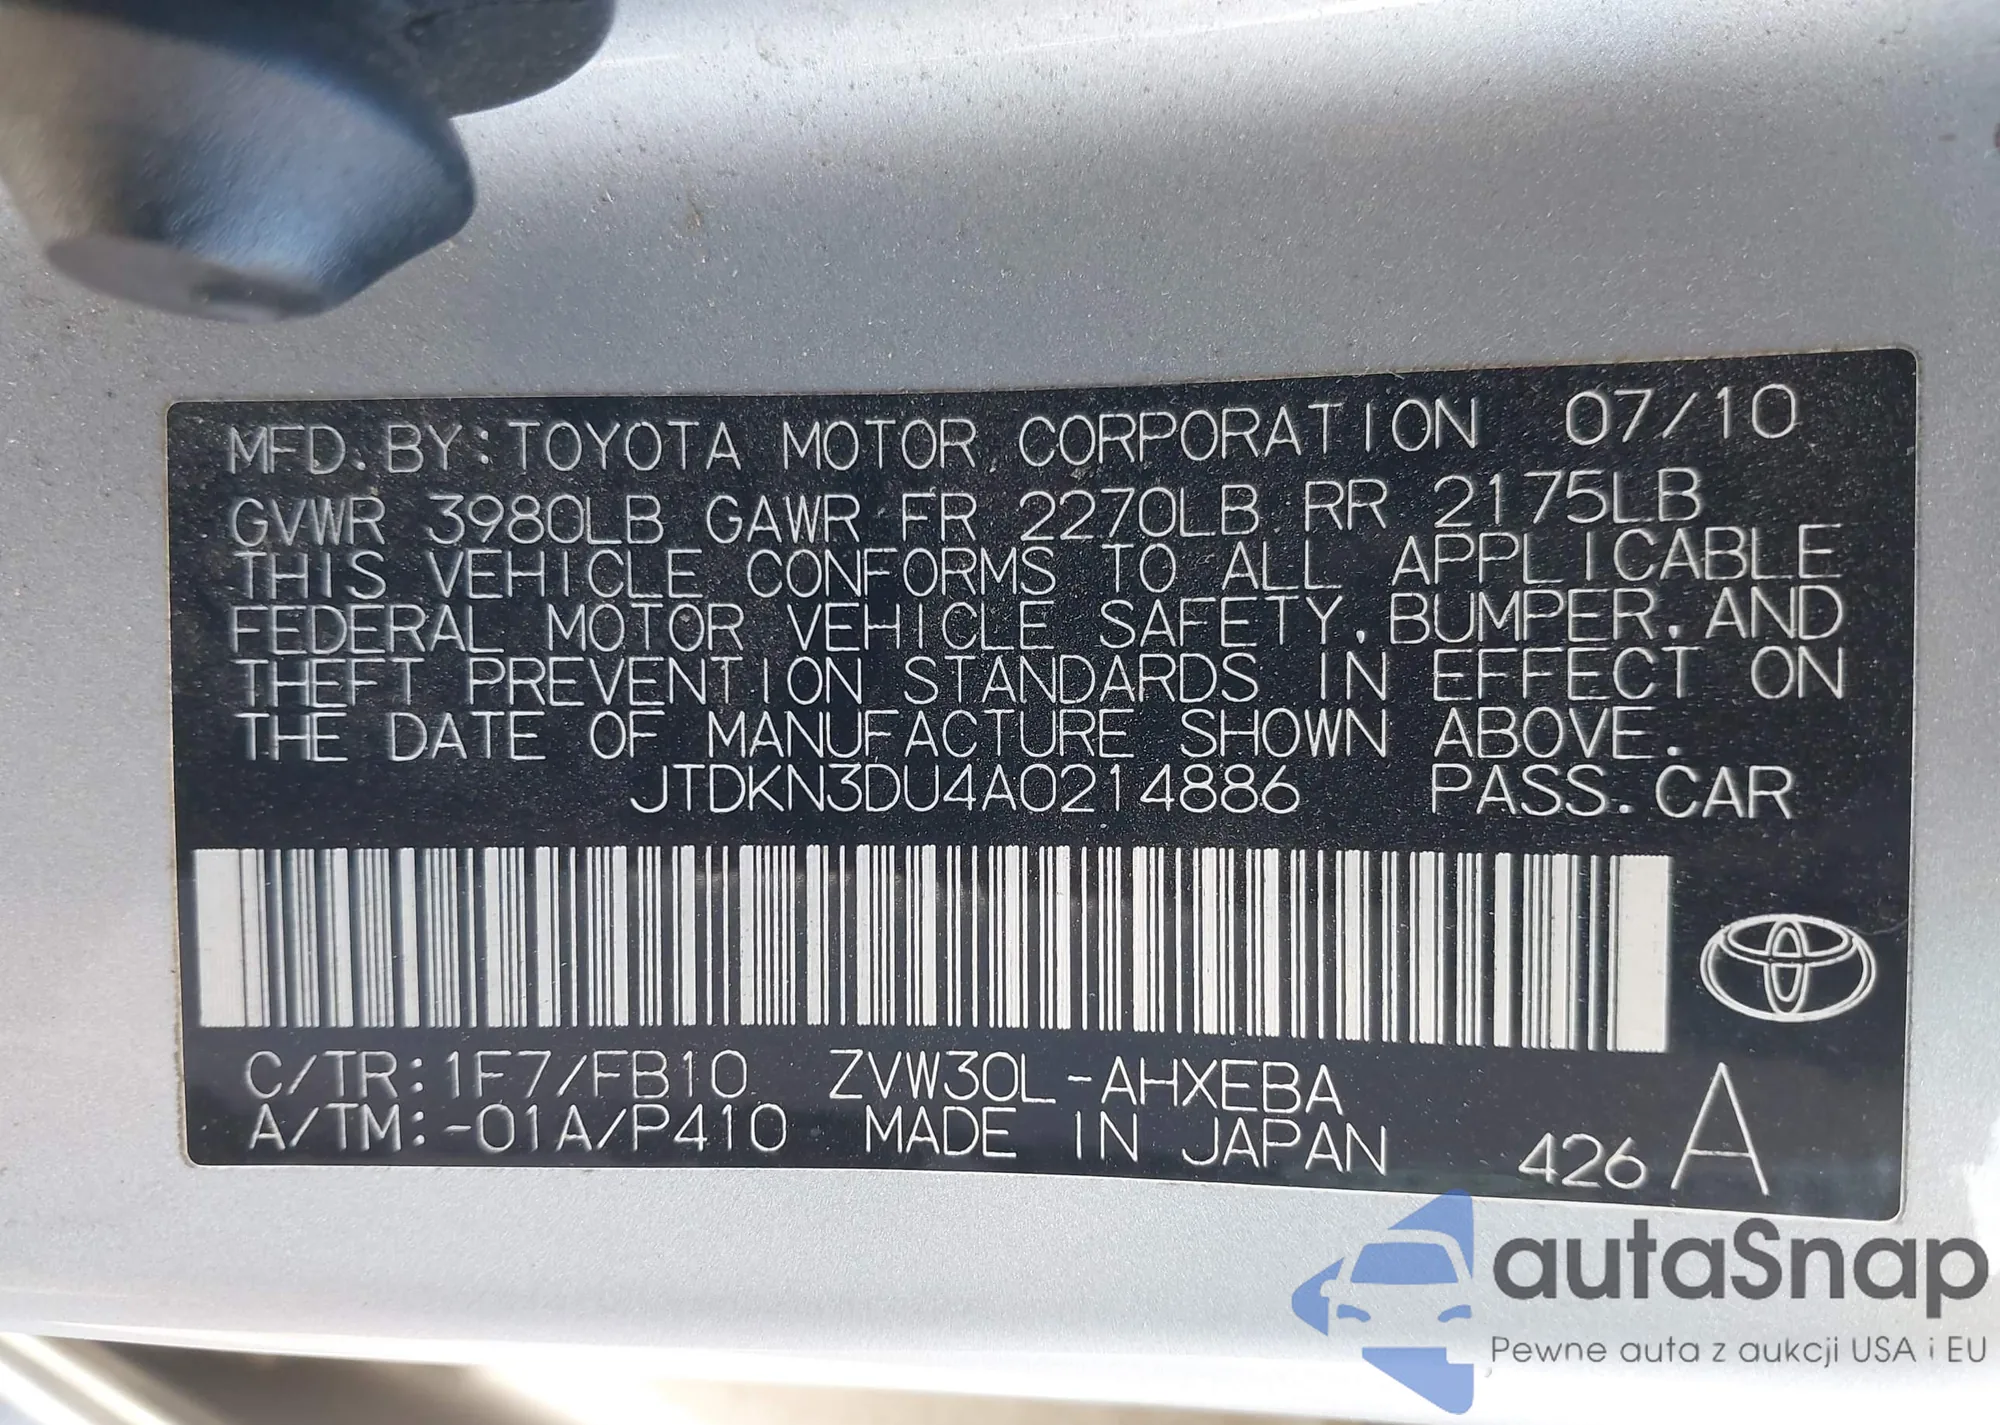 MFD. BY: TOYOTA MOTOR CORPORATION 07/10
GVWR 3980LB GAWR FR 2270LB RR 2175LB
THIS VEHICLE CONFORMS TO ALL APPLICABLE
FEDERAL MOTOR VEHICLE SAFETY, BUMPER, AND
THEFT PREVENTION STANDARDS IN EFFECT ON
THE DATE OF MANUFACTURE SHOWN ABOVE.
JTDKN3DU4A0214886 PASS. CAR
C/TR: 1F7/FB10 ZVW30L-AHXEBA
A/TM: -01A/P410 MADE IN JAPAN 426 A
autaSnap
Pewne auta z aukcji USA i EU